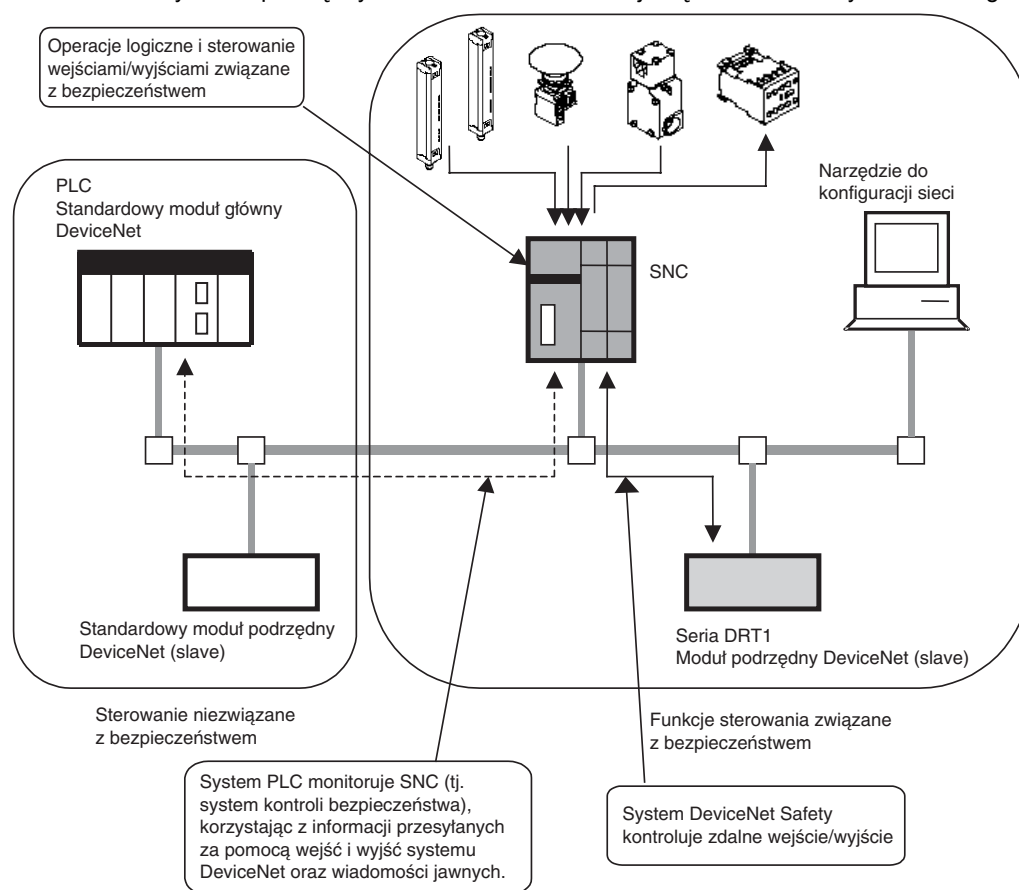 Operacje logiczne i sterowanie
wejściami/wyjściami związane
z bezpieczeństwem
PLC
Standardowy moduł główny
DeviceNet
Narzędzie do
konfiguracji sieci
SNC
Standardowy moduł podrzędny
DeviceNet (slave)
Seria DRT1
Moduł podrzędny DeviceNet (slave)
Sterowanie niezwiązane
z bezpieczeństwem
Funkcje sterowania związane
z bezpieczeństwem
System PLC monitoruje SNC (tj.
system kontroli bezpieczeństwa),
korzystając z informacji przesyłanych
za pomocą wejść i wyjść systemu
DeviceNet oraz wiadomości jawnych.
System DeviceNet Safety
kontroluje zdalne wejście/wyjście